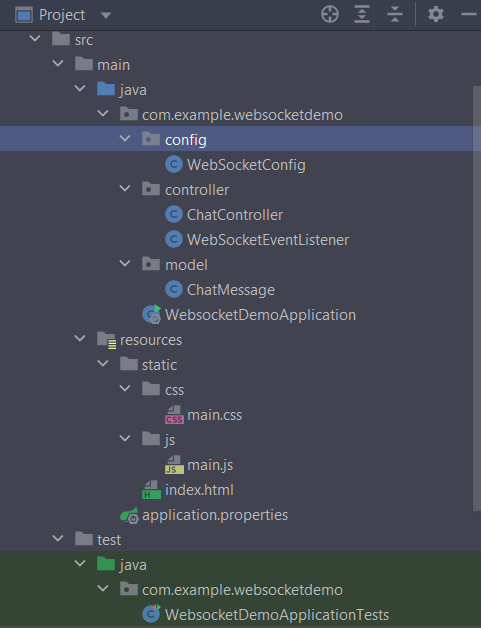 Project
src
main
java
com.example.websocketdemo
config
WebSocketConfig
controller
ChatController
WebSocketEventListener
model
ChatMessage
WebsocketDemoApplication
resources
static
css
main.css
js
main.js
index.html
application.properties
test
java
com.example.websocketdemo
WebsocketDemoApplicationTests